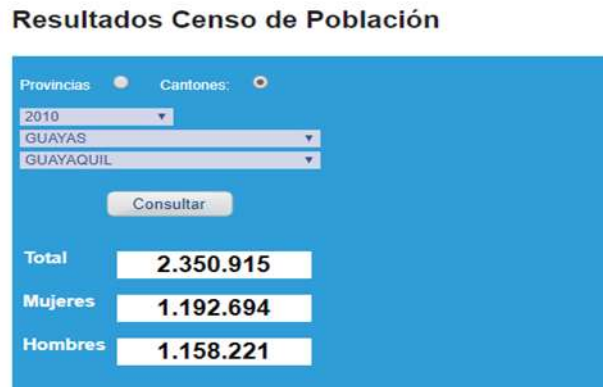 Resultados Censo de Población
Provincias Cantones:
2010
GUAYAS
GUAYAQUIL
Consultar
Total 2.350.915
Mujeres 1.192.694
Hombres 1.158.221